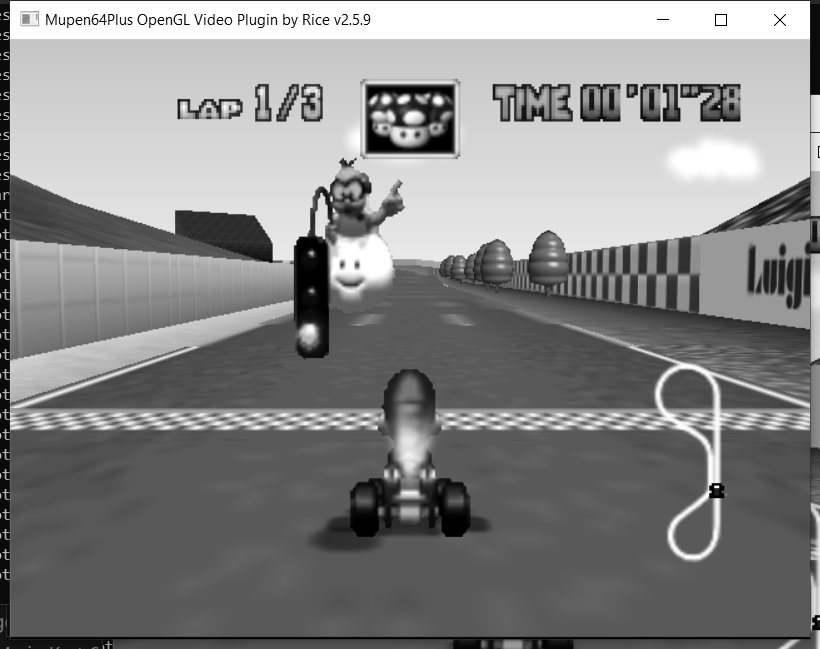 Mupen64Plus OpenGL Video Plugin by Rice v2.5.9
LAP 1/3
TIME 00'01"28
Luigi